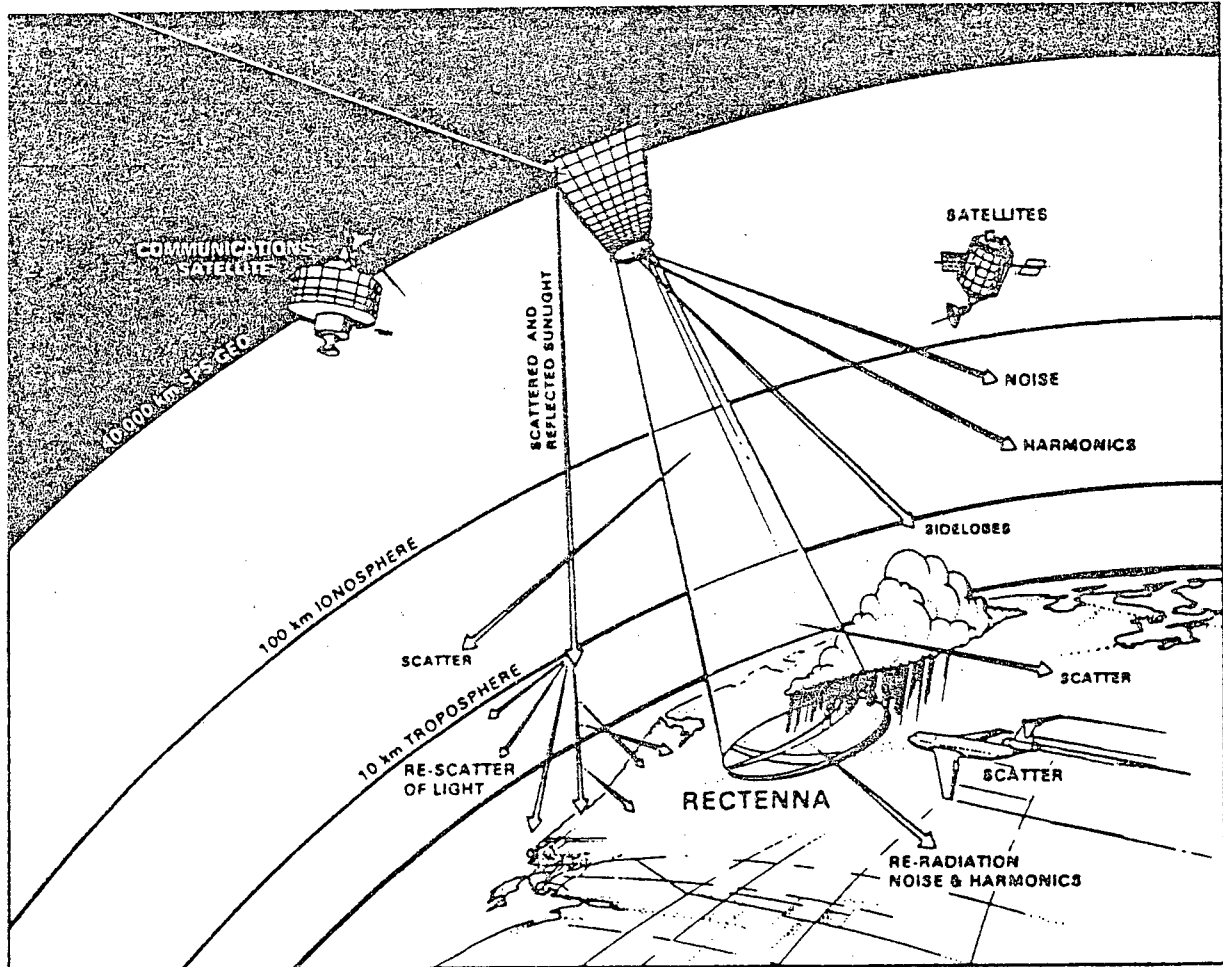 COMMUNICATIONS
SATELLITE
SATELLITES
40 000 km SPS GEO
SCATTERED AND
REFLECTED SUNLIGHT
NOISE
HARMONICS
SIDELOBES
100 km IONOSPHERE
SCATTER
SCATTER
10 km TROPOSPHERE
RE-SCATTER
OF LIGHT
RECTENNA
SCATTER
RE-RADIATION
NOISE & HARMONICS